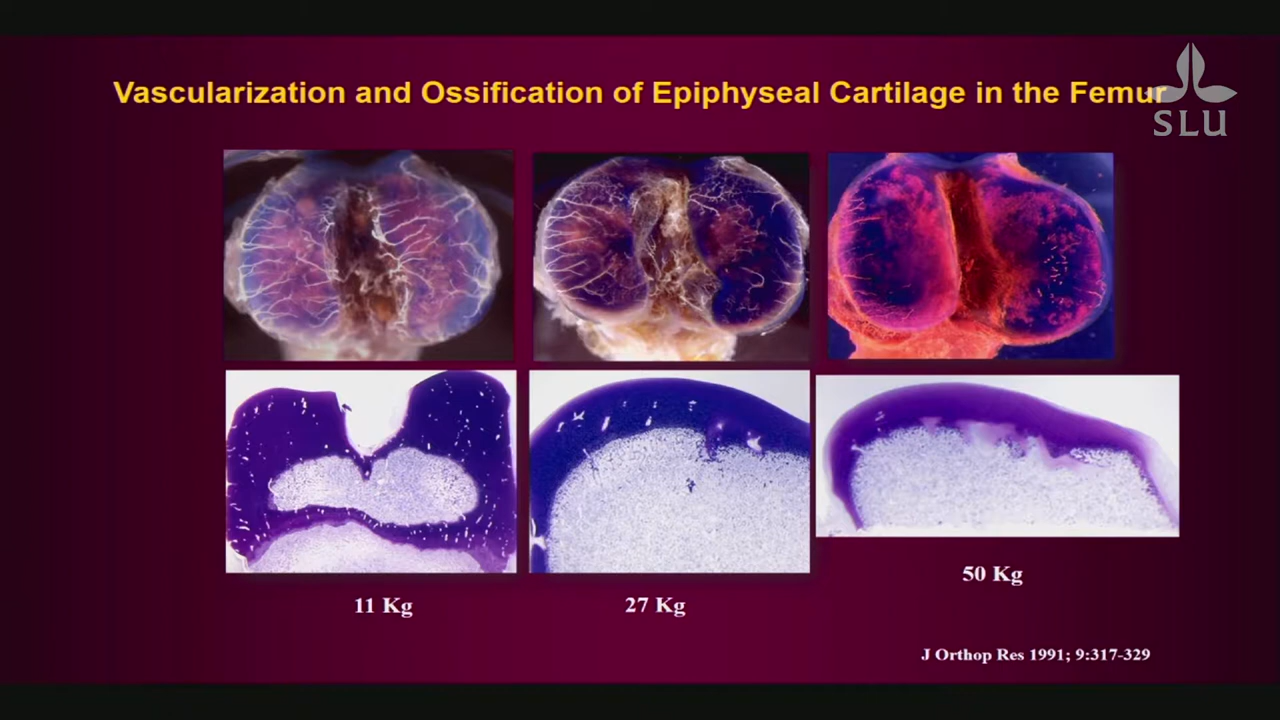 Vascularization and Ossification of Epiphyseal Cartilage in the Femur
SLU
11 Kg
27 Kg
50 Kg
J Orthop Res 1991; 9:317-329